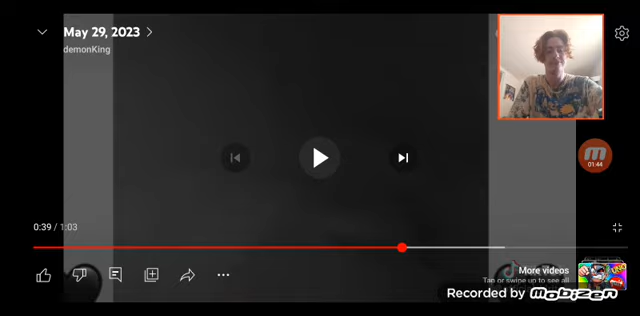 May 29, 2023
demonKing
01:44
0:39 / 1:03
More videos
Tap or swipe up to see all
UNO
Recorded by mobizen